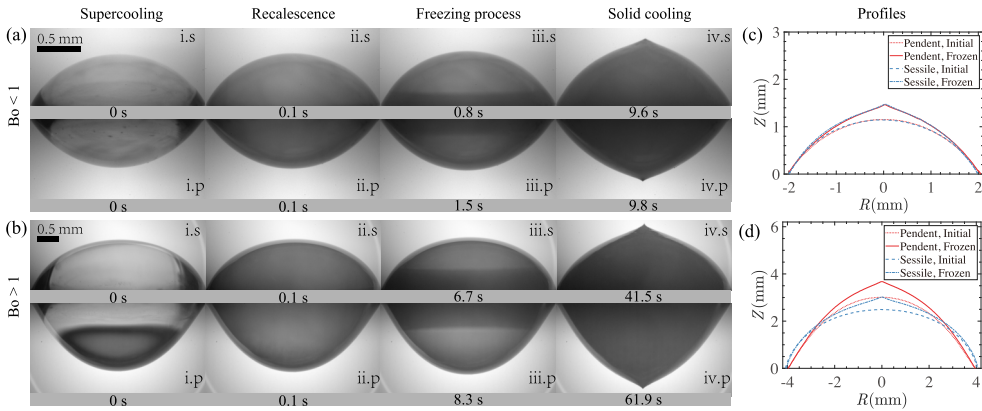 Supercooling Recalescence Freezing process Solid cooling Profiles
(a) 0.5 mm i.s ii.s iii.s iv.s
Bo < 1
0 s 0.1 s 0.8 s 9.6 s
i.p ii.p iii.p iv.p
0 s 0.1 s 1.5 s 9.8 s
(c)
Pendent, Initial
Pendent, Frozen
Sessile, Initial
Sessile, Frozen
Z(mm)
3
2
1
0
-2 -1 0 1 2
R(mm)
(b) 0.5 mm i.s ii.s iii.s iv.s
Bo > 1
0 s 0.1 s 6.7 s 41.5 s
i.p ii.p iii.p iv.p
0 s 0.1 s 8.3 s 61.9 s
(d)
Pendent, Initial
Pendent, Frozen
Sessile, Initial
Sessile, Frozen
Z(mm)
6
4
2
0
-4 -2 0 2 4
R(mm)